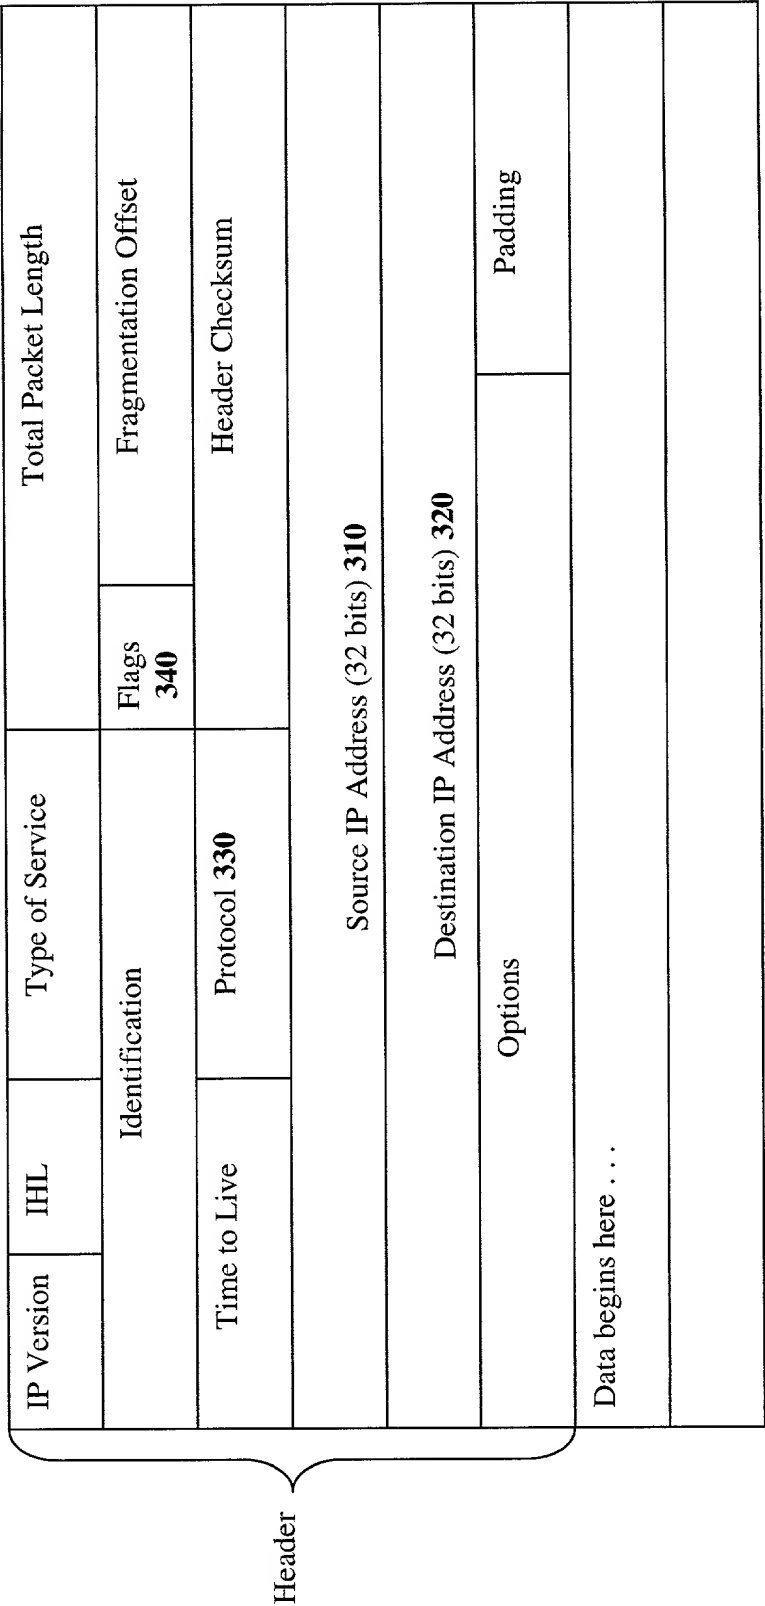 Header
IP Version
IHL
Type of Service
Total Packet Length
Identification
Flags
340
Fragmentation Offset
Time to Live
Protocol 330
Header Checksum
Source IP Address (32 bits) 310
Destination IP Address (32 bits) 320
Options
Padding
Data begins here . . .